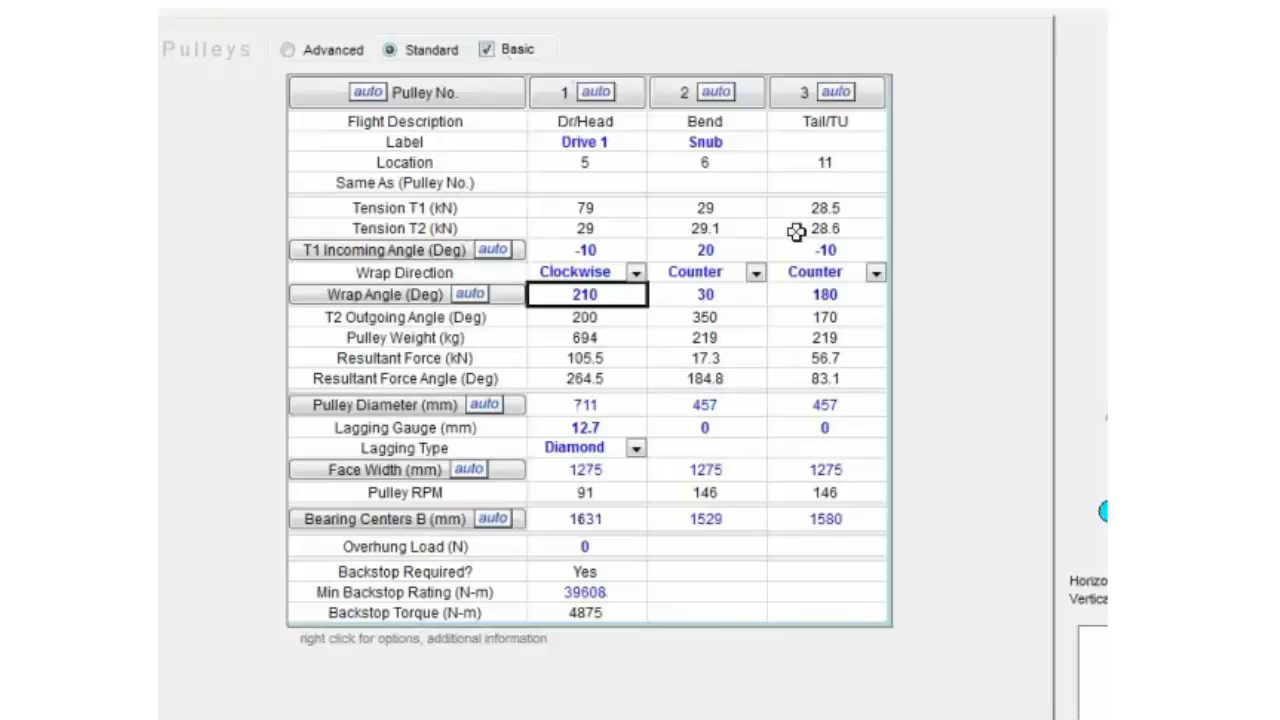 Pulleys Advanced Standard Basic
auto Pulley No. 1 auto 2 auto 3 auto
Flight Description Dr/Head Bend Tail/TU
Label Drive 1 Snub
Location 5 6 11
Same As (Pulley No.)
Tension T1 (kN) 79 29 28.5
Tension T2 (kN) 29 29.1 28.6
T1 Incoming Angle (Deg) auto -10 20 -10
Wrap Direction Clockwise Counter Counter
Wrap Angle (Deg) auto 210 30 180
T2 Outgoing Angle (Deg) 200 350 170
Pulley Weight (kg) 694 219 219
Resultant Force (kN) 105.5 17.3 56.7
Resultant Force Angle (Deg) 264.5 184.8 83.1
Pulley Diameter (mm) auto 711 457 457
Lagging Gauge (mm) 12.7 0 0
Lagging Type Diamond
Face Width (mm) auto 1275 1275 1275
Pulley RPM 91 146 146
Bearing Centers B (mm) auto 1631 1529 1580
Overhung Load (N) 0
Backstop Required? Yes
Min Backstop Rating (N-m) 39608
Backstop Torque (N-m) 4875
right click for options, additional information
Horizo
Vertica